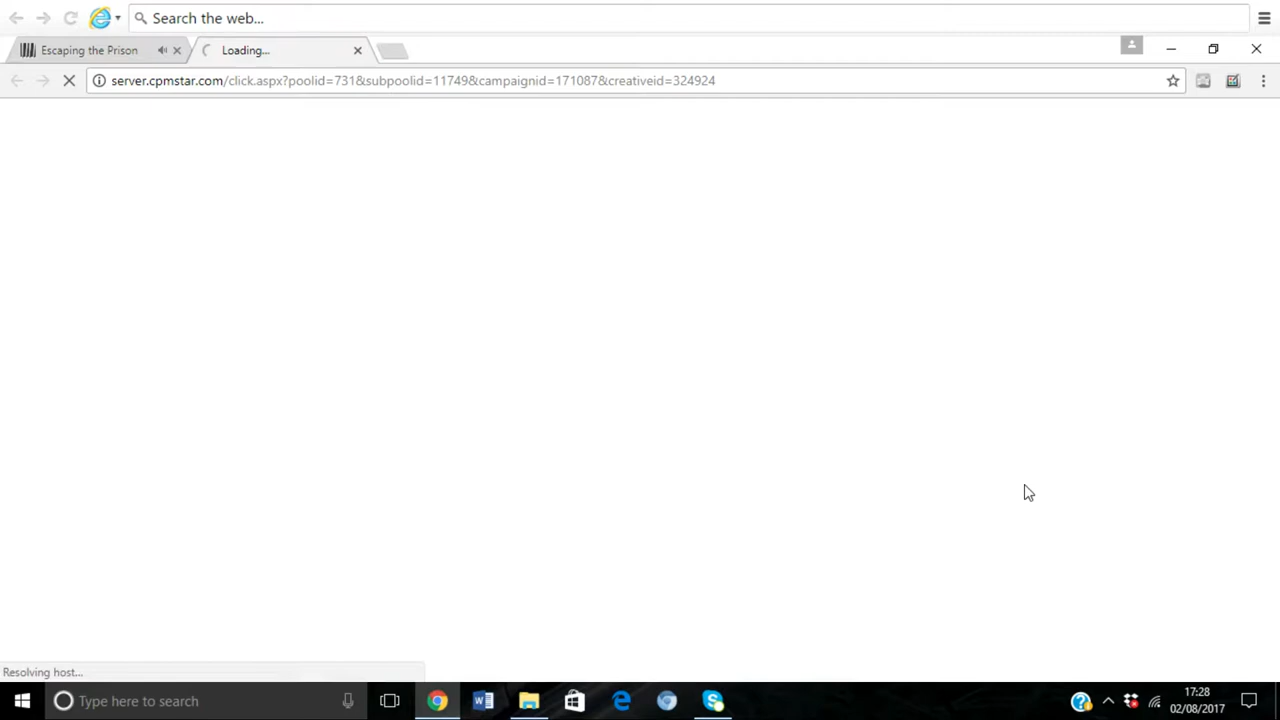 Search the web...
Escaping the Prison
Loading...
server.cpmstar.com/click.aspx?poolid=731&subpoolid=11749&campaignid=171087&creativeid=324924
Resolving host...
Type here to search
17:28
02/08/2017